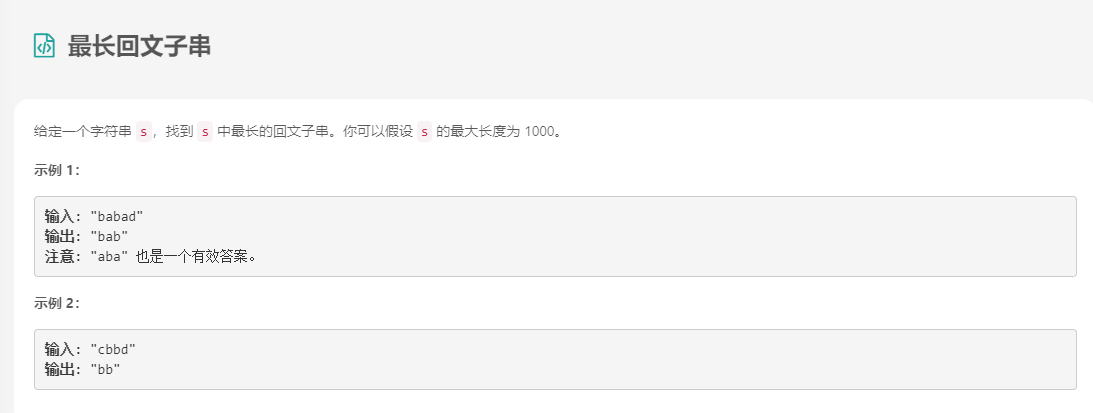 最长回文子串
给定一个字符串 s，找到 s 中最长的回文子串。你可以假设 s 的最大长度为 1000。
示例 1：
输入: "babad"
输出: "bab"
注意: "aba" 也是一个有效答案。
示例 2：
输入: "cbbd"
输出: "bb"